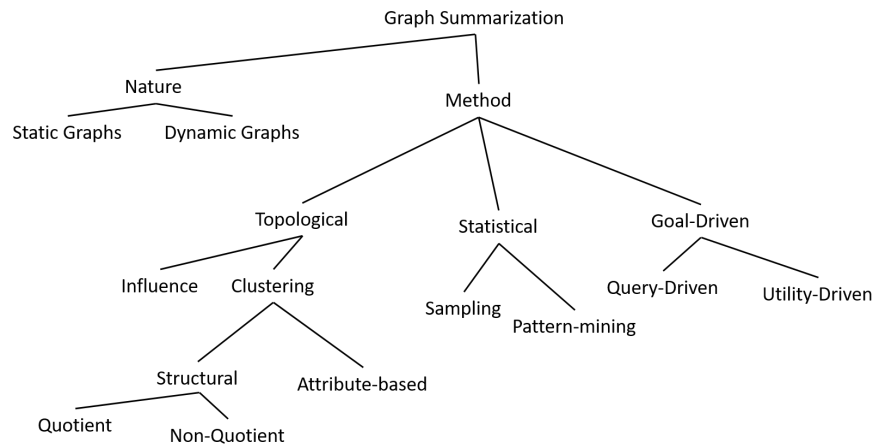 Graph Summarization
Nature
Method
Static Graphs
Dynamic Graphs
Topological
Statistical
Goal-Driven
Influence
Clustering
Query-Driven
Utility-Driven
Sampling
Pattern-mining
Structural
Attribute-based
Quotient
Non-Quotient